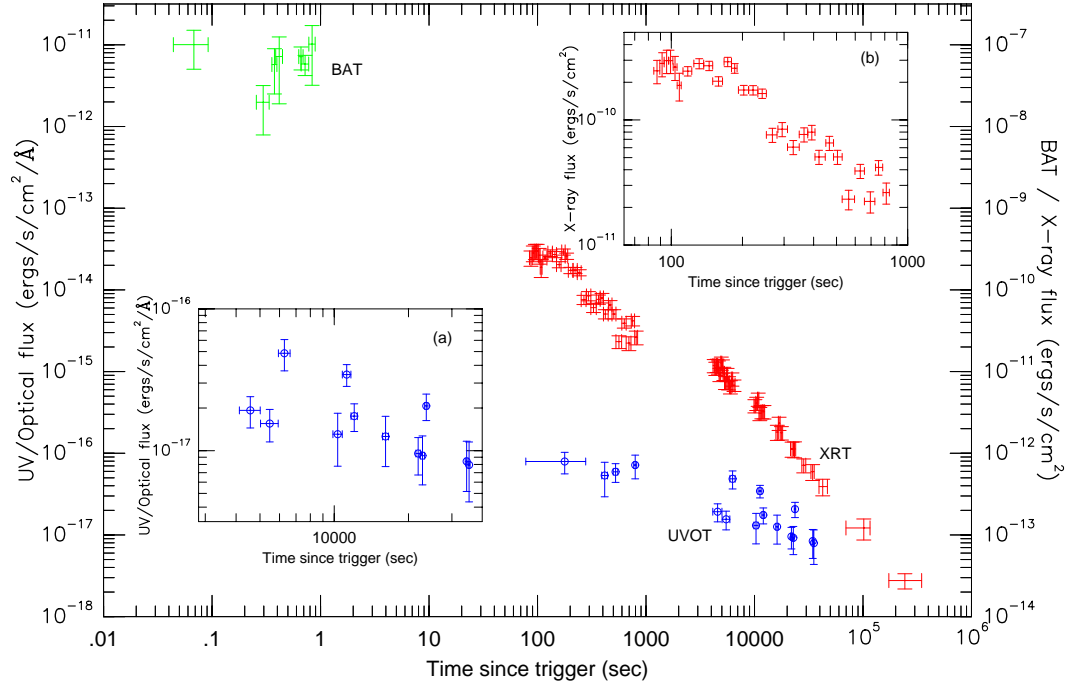 UV/Optical flux (ergs/s/cm²/Å)
10⁻¹¹
10⁻¹²
10⁻¹³
10⁻¹⁴
10⁻¹⁵
10⁻¹⁶
10⁻¹⁷
10⁻¹⁸
BAT
(b)
X−ray flux (ergs/s/cm²)
10⁻¹⁰
10⁻¹¹
100
1000
Time since trigger (sec)
10⁻⁷
10⁻⁸
10⁻⁹
10⁻¹⁰
10⁻¹¹
10⁻¹²
10⁻¹³
10⁻¹⁴
BAT / X−ray flux (ergs/s/cm²)
(a)
UV/Optical flux (ergs/s/cm²/Å)
10⁻¹⁶
10⁻¹⁷
10000
Time since trigger (sec)
XRT
UVOT
.01
.1
1
10
100
1000
10000
10⁵
10⁶
Time since trigger (sec)